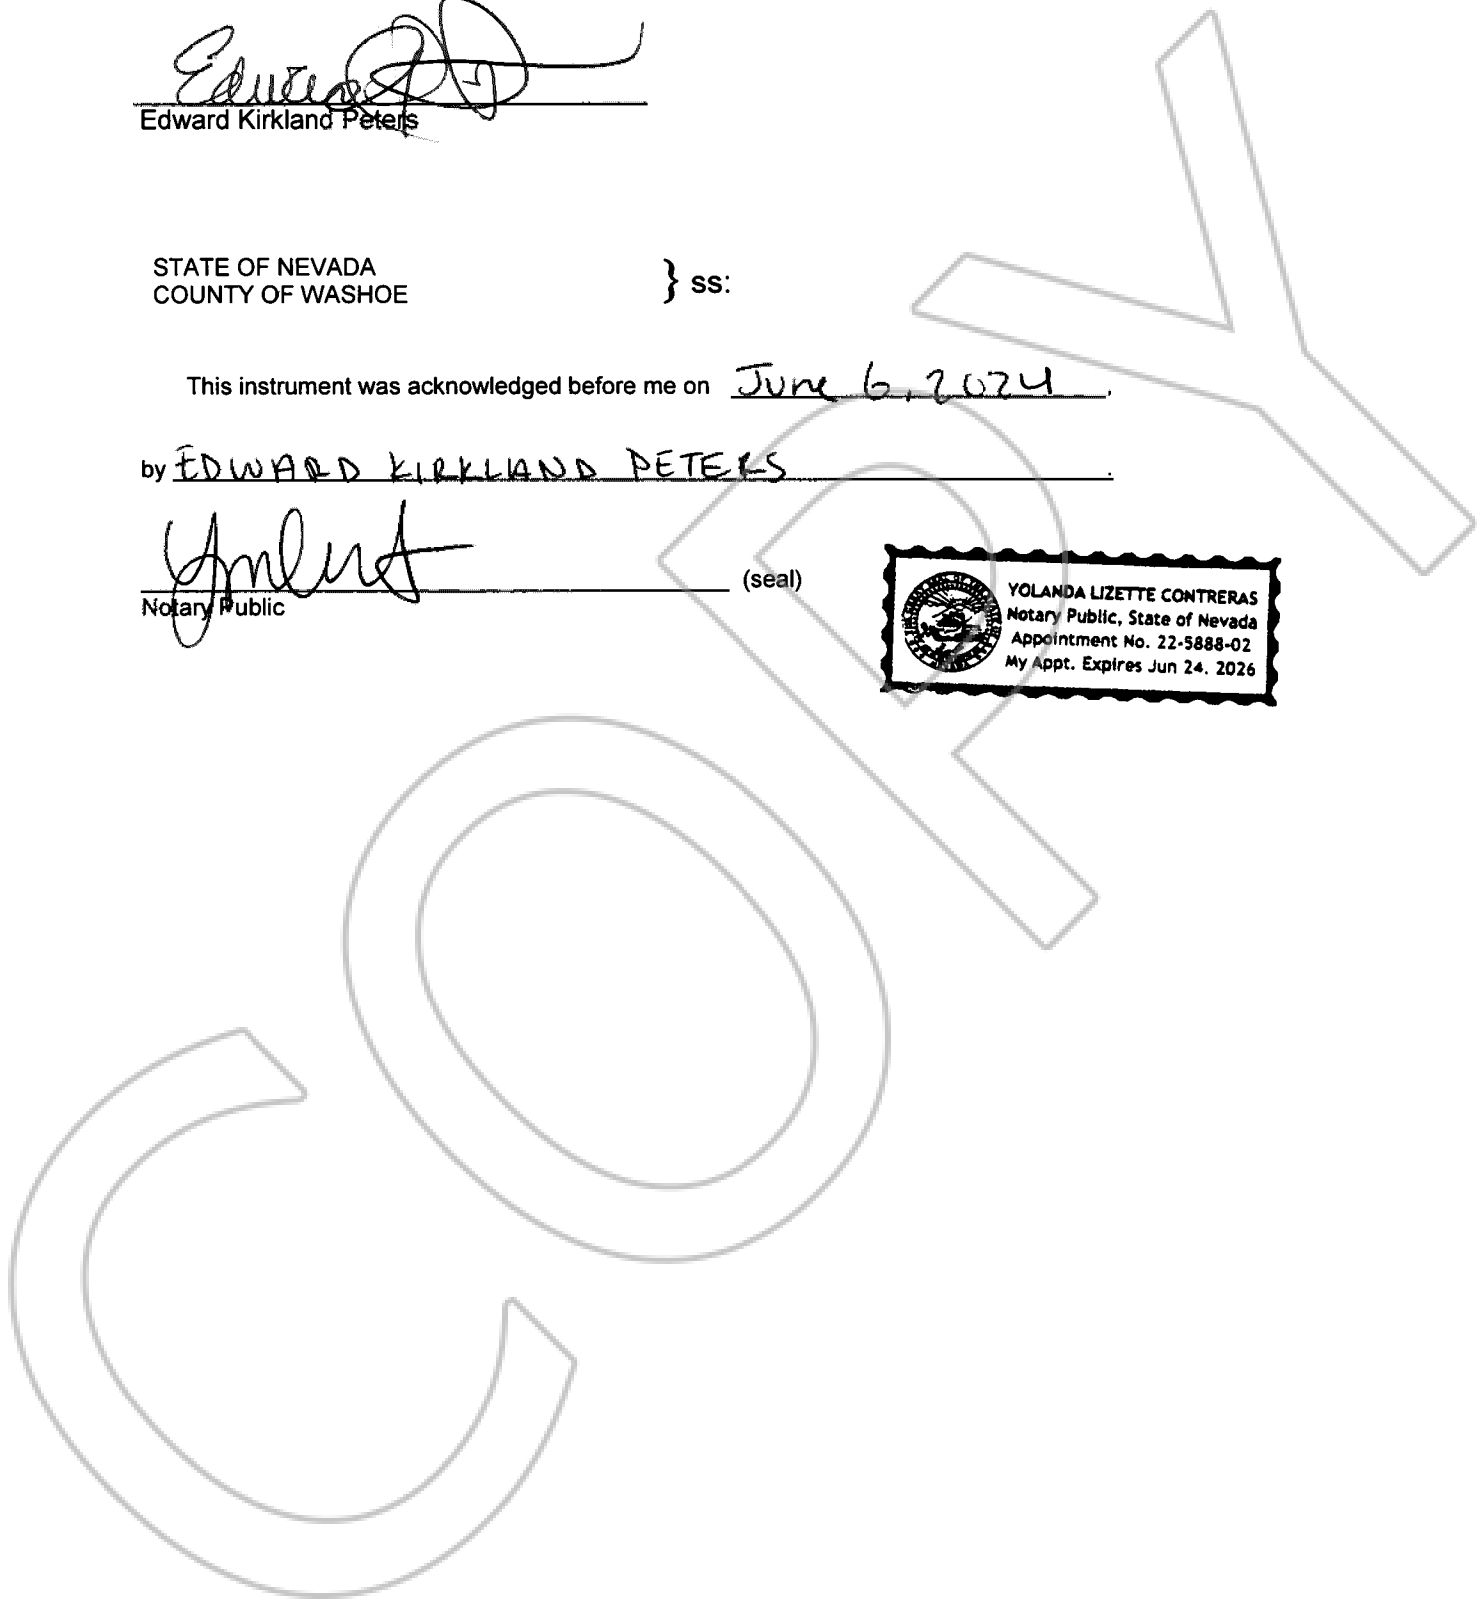 Edward Kirkland Peters
STATE OF NEVADA
COUNTY OF WASHOE
} ss:
This instrument was acknowledged before me on June 6, 2024.
by EDWARD KIRKLAND PETERS.
(seal)
Notary Public
YOLANDA LIZETTE CONTRERAS
Notary Public, State of Nevada
Appointment No. 22-5888-02
My Appt. Expires Jun 24, 2026
COPY